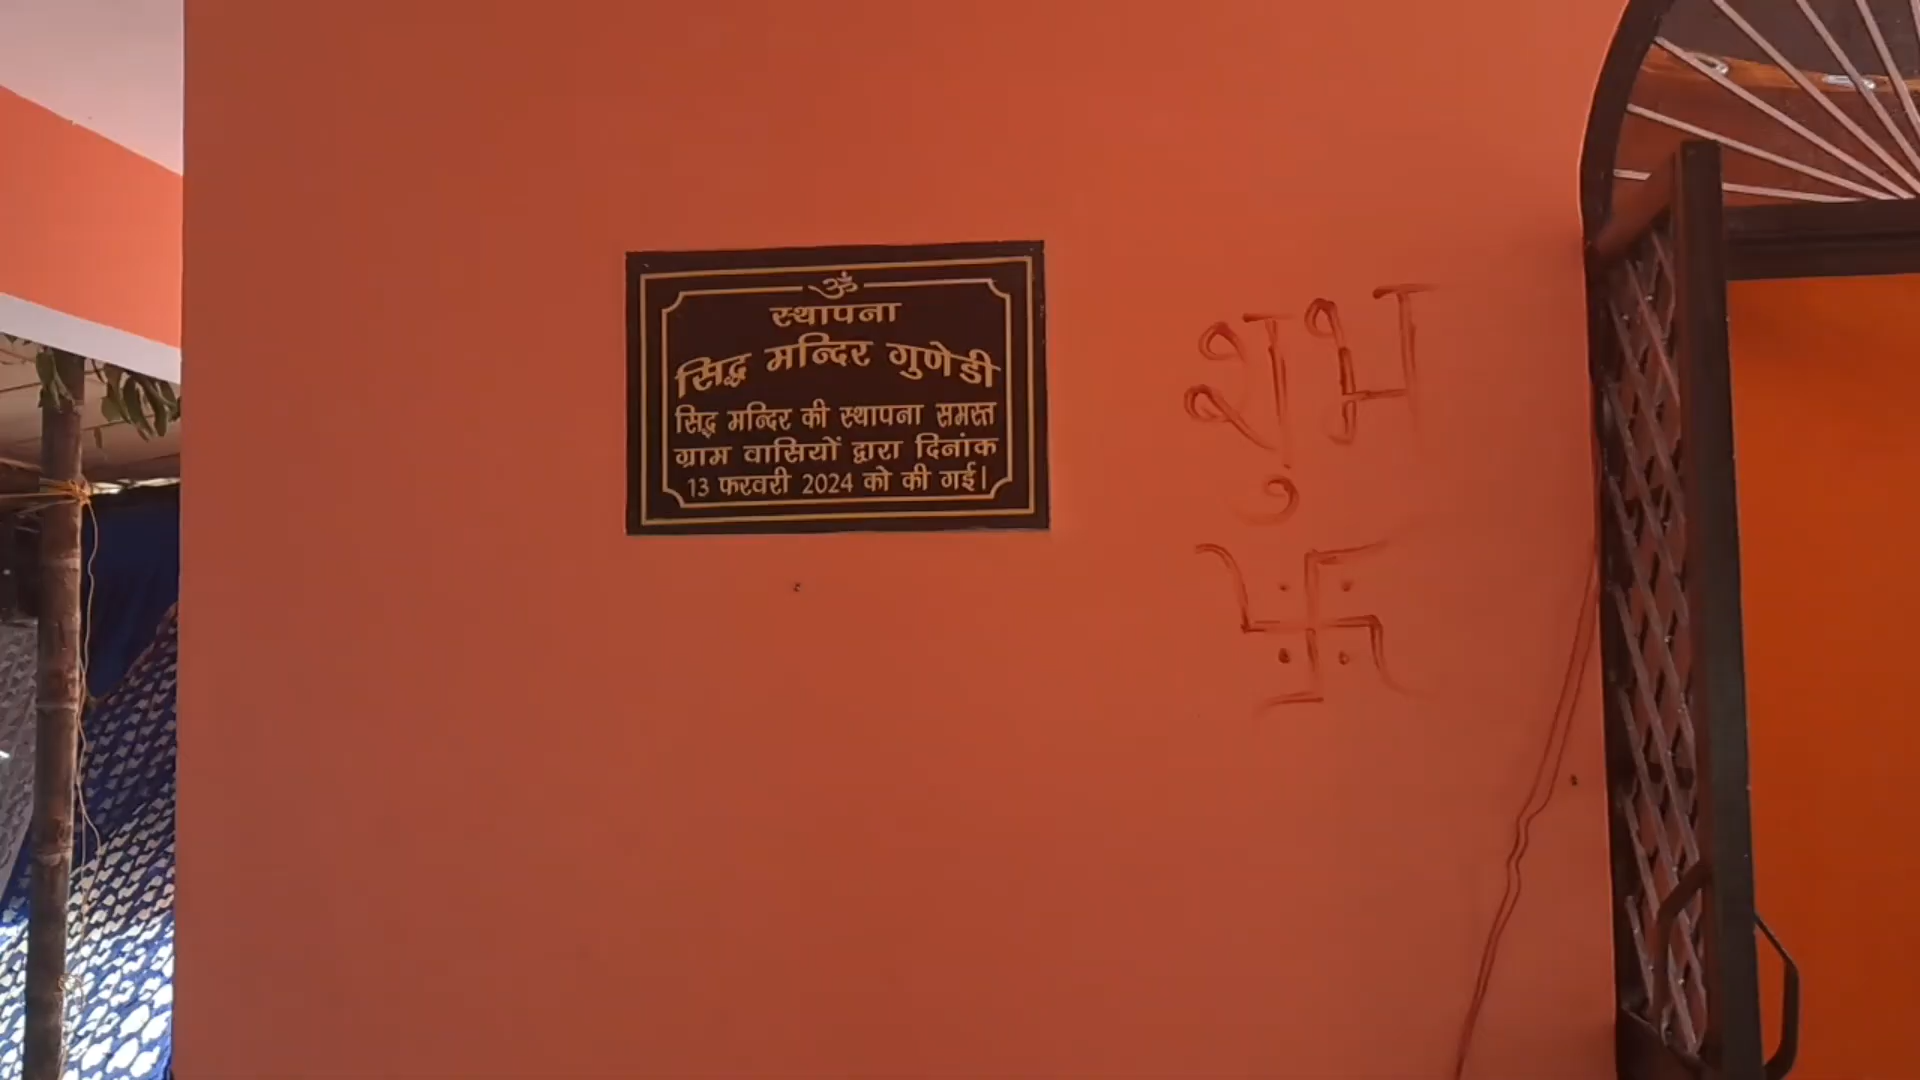 ॐ
स्थापना
सिद्ध मन्दिर गुणेडी
सिद्ध मन्दिर की स्थापना समस्त
ग्राम वासियों द्वारा दिनांक
13 फरवरी 2024 को की गई।
शुभ